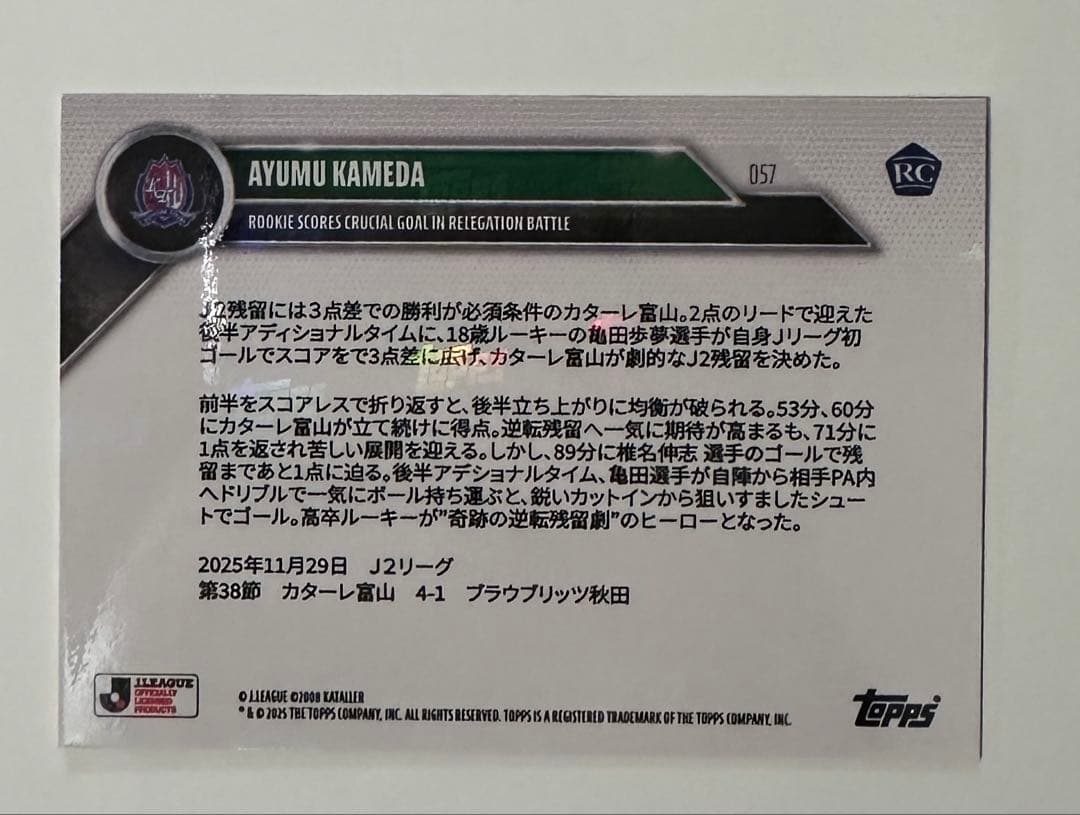 AYUMU KAMEDA
057
RC
ROOKIE SCORES CRUCIAL GOAL IN RELEGATION BATTLE
J2残留には3点差での勝利が必須条件のカターレ富山。2点のリードで迎えた
後半アディショナルタイムに、18歳ルーキーの亀田歩夢選手が自身Jリーグ初
ゴールでスコアをで3点差に広げ、カターレ富山が劇的なJ2残留を決めた。
前半をスコアレスで折り返すと、後半立ち上がりに均衡が破られる。53分、60分
にカターレ富山が立て続けに得点。逆転残留へ一気に期待が高まるも、71分に
1点を返され苦しい展開を迎える。しかし、89分に椎名伸志 選手のゴールで残
留まであと1点に迫る。後半アデショナルタイム、亀田選手が自陣から相手PA内
へドリブルで一気にボール持ち運ぶと、鋭いカットインから狙いすましたシュー
トでゴール。高卒ルーキーが"奇跡の逆転残留劇"のヒーローとなった。
2025年11月29日 J2リーグ
第38節 カターレ富山 4-1 ブラウブリッツ秋田
J.LEAGUE
OFFICIALLY
LICENSED
PRODUCTS
© J.LEAGUE ©2008 KATALLER
® & © 2025 THE TOPPS COMPANY, INC. ALL RIGHTS RESERVED. TOPPS IS A REGISTERED TRADEMARK OF THE TOPPS COMPANY, INC.
topps®